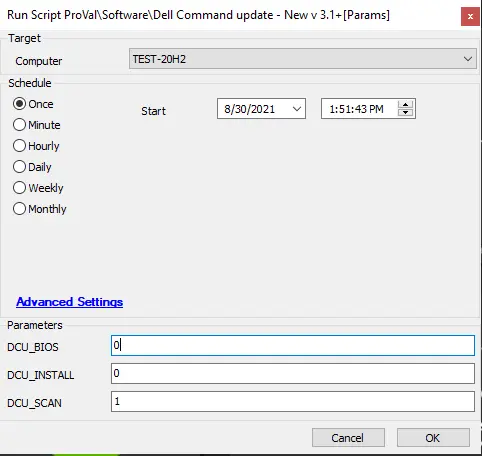 Run Script ProVal\Software\Dell Command update - New v 3.1+[Params]
x
Target
Computer TEST-20H2
Schedule
Once Start 8/30/2021 1:51:43 PM
Minute
Hourly
Daily
Weekly
Monthly
Advanced Settings
Parameters
DCU_BIOS 0
DCU_INSTALL 0
DCU_SCAN 1
Cancel OK